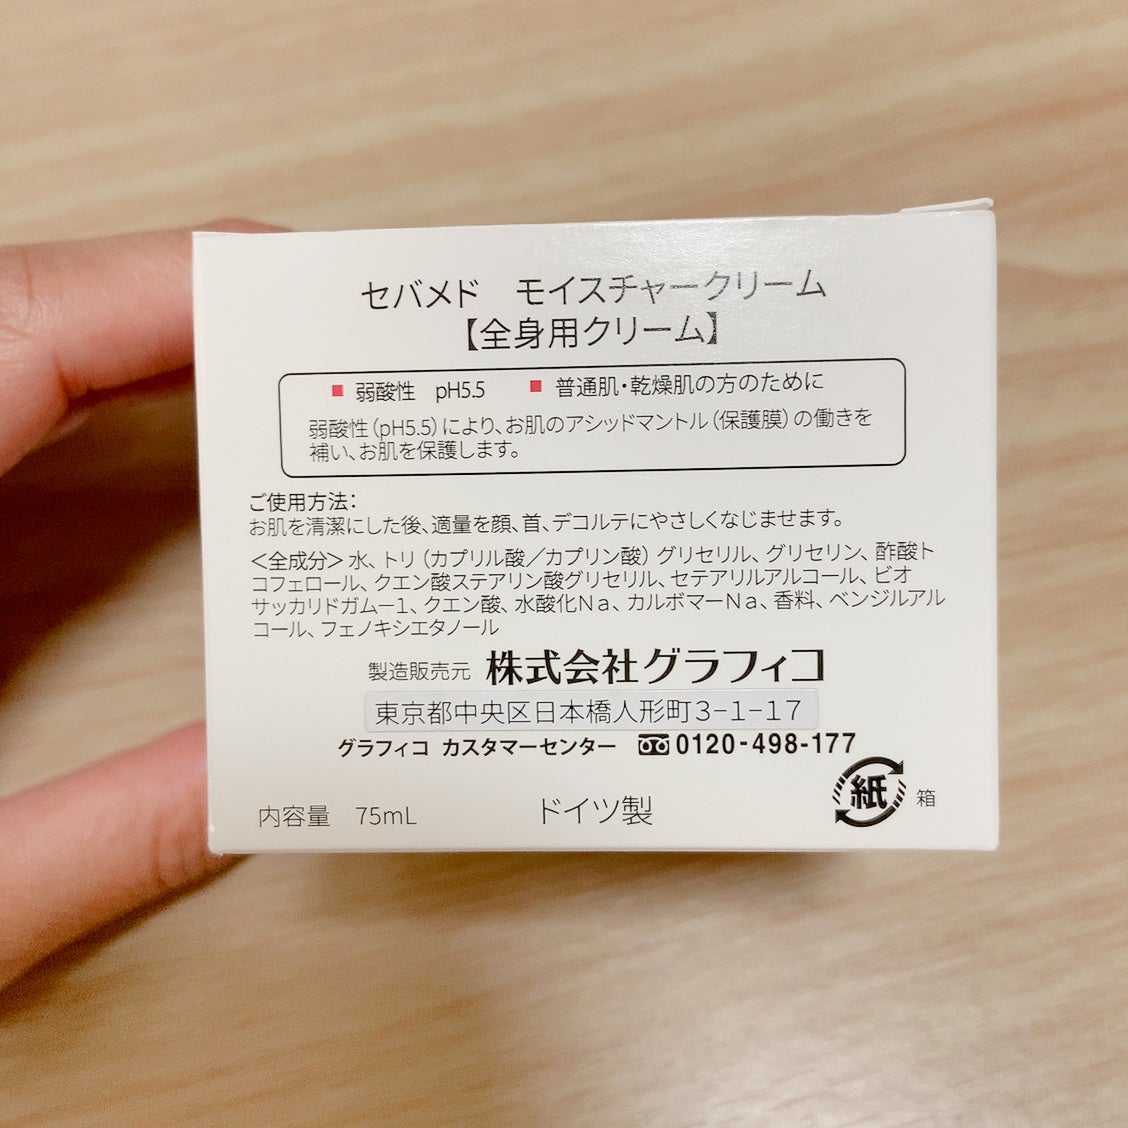 セバメド　モイスチャークリーム
【全身用クリーム】
■ 弱酸性　pH5.5　■ 普通肌・乾燥肌の方のために
弱酸性（pH5.5）により、お肌のアシッドマントル（保護膜）の働きを
補い、お肌を保護します。
ご使用方法：
お肌を清潔にした後、適量を顔、首、デコルテにやさしくなじませます。
＜全成分＞水、トリ（カプリル酸／カプリン酸）グリセリル、グリセリン、酢酸ト
コフェロール、クエン酸ステアリン酸グリセリル、セテアリルアルコール、ビオ
サッカリドガム－１、クエン酸、水酸化Ｎａ、カルボマーＮａ、香料、ベンジルアル
コール、フェノキシエタノール
製造販売元　株式会社グラフィコ
東京都中央区日本橋人形町３−１−１７
グラフィコ カスタマーセンター　0120-498-177
内容量　75mL　ドイツ製　紙　箱